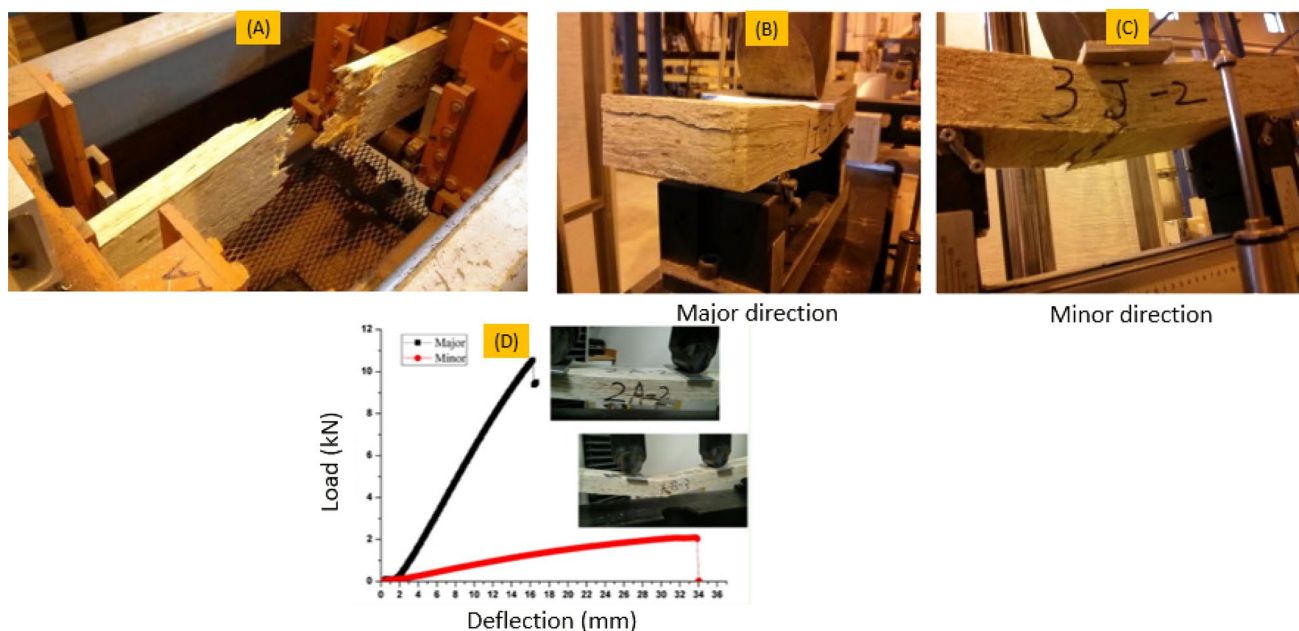 (A)
(B)
(C)
3 J-2
Major direction
Minor direction
(D)
Major
Minor
2A-2
Load (kN)
12
10
8
6
4
2
0
0 2 4 6 8 10 12 14 16 18 20 22 24 26 28 30 32 34 36
Deflection (mm)